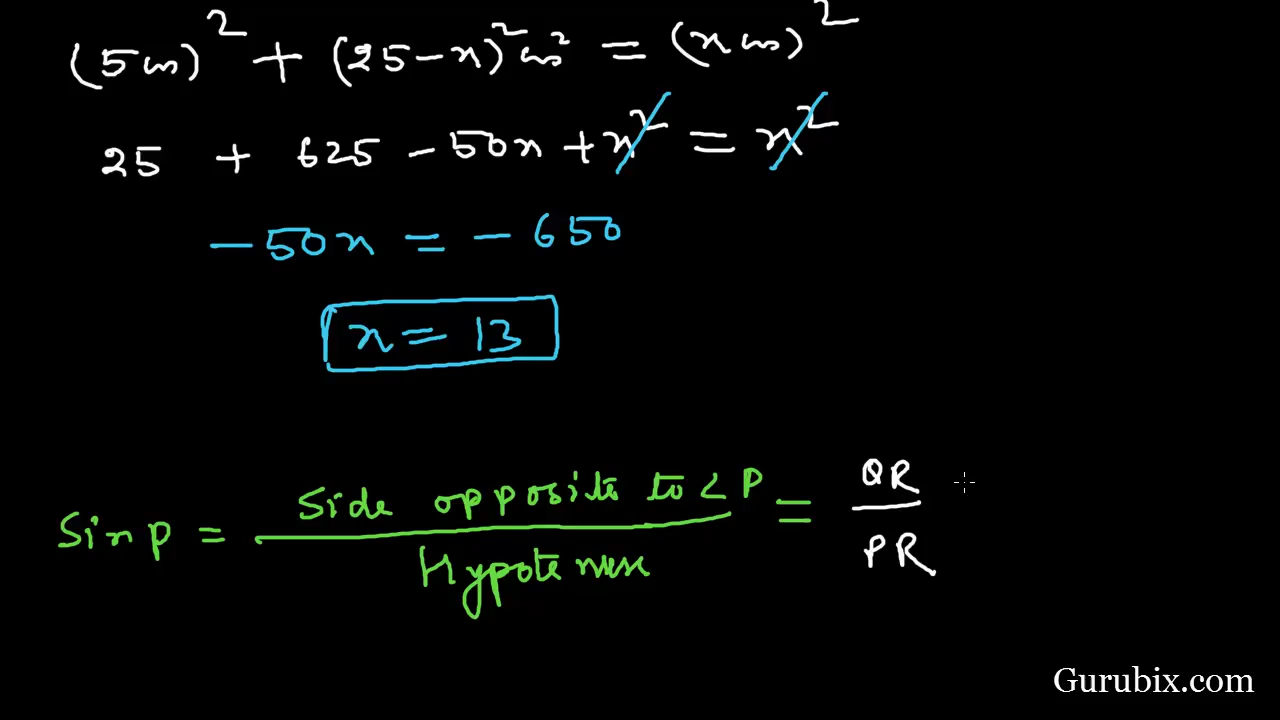 (5cm)² + (25-x)²cm² = (x cm)²
25 + 625 - 50x + x² = x²
-50x = -650
x = 13
Sin P = Side opposite to ∠P / Hypotenuse = QR / PR
Gurubix.com